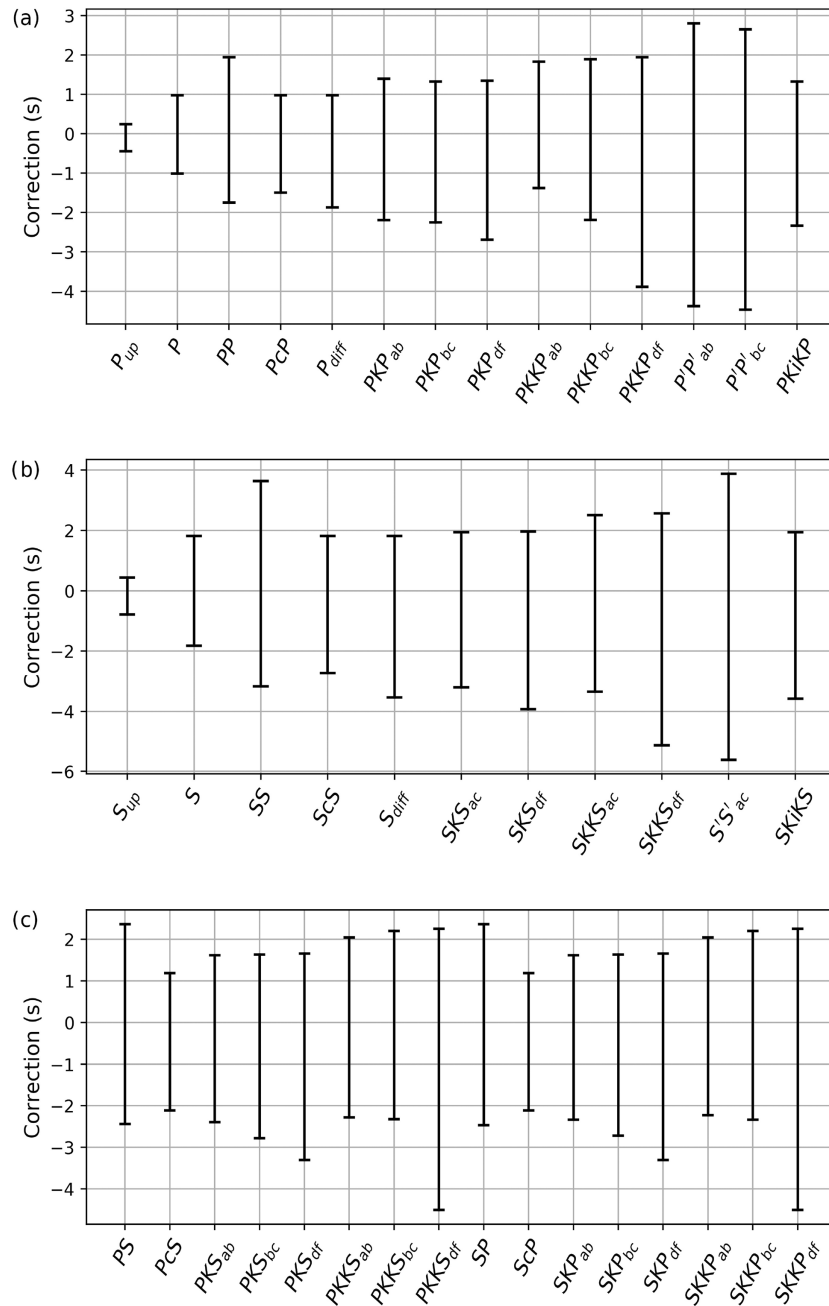 (a)
Correction (s)
3
2
1
0
−1
−2
−3
−4
P_up P PP PcP P_diff PKP_ab PKP_bc PKP_df PKKP_ab PKKP_bc PKKP_df P'P'_ab P'P'_bc PKiKP
(b)
Correction (s)
4
2
0
−2
−4
−6
S_up S SS ScS S_diff SKS_ac SKS_df SKKS_ac SKKS_df S'S'_ac SKiKS
(c)
Correction (s)
2
1
0
−1
−2
−3
−4
PS PcS PKS_ab PKS_bc PKS_df PKKS_ab PKKS_bc PKKS_df SP ScP SKP_ab SKP_bc SKP_df SKKP_ab SKKP_bc SKKP_df